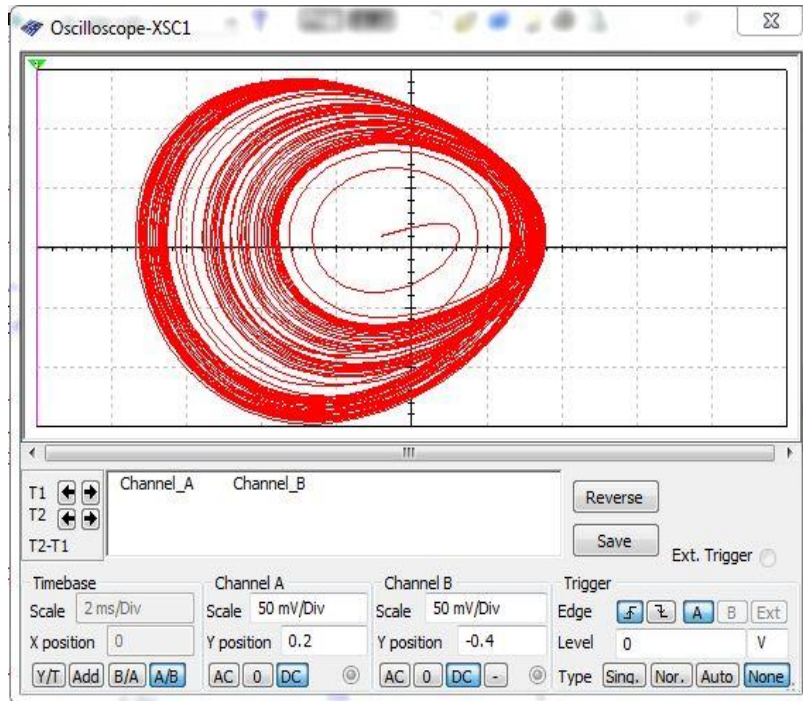 Oscilloscope-XSC1
T1
T2
T2-T1
Channel_A Channel_B
Reverse
Save
Ext. Trigger
Timebase
Scale 2 ms/Div
X position 0
Y/T Add B/A A/B
Channel A
Scale 50 mV/Div
Y position 0.2
AC 0 DC
Channel B
Scale 50 mV/Div
Y position -0.4
AC 0 DC -
Trigger
Edge A B Ext
Level 0 V
Type Sing. Nor. Auto None